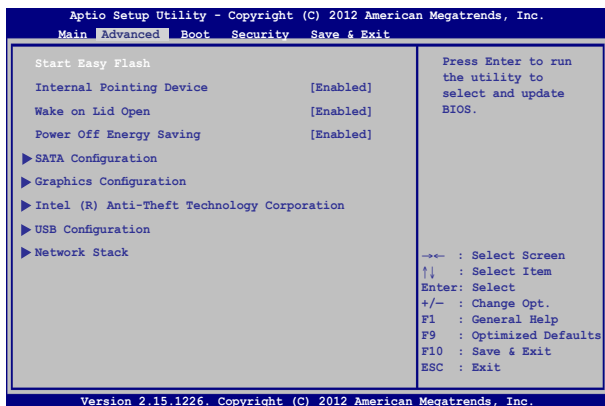 Aptio Setup Utility - Copyright (C) 2012 American Megatrends, Inc.
Main Advanced Boot Security Save & Exit
Start Easy Flash
Internal Pointing Device [Enabled]
Wake on Lid Open [Enabled]
Power Off Energy Saving [Enabled]
SATA Configuration
Graphics Configuration
Intel (R) Anti-Theft Technology Corporation
USB Configuration
Network Stack
Press Enter to run
the utility to
select and update
BIOS.
→← : Select Screen
↑↓ : Select Item
Enter: Select
+/— : Change Opt.
F1 : General Help
F9 : Optimized Defaults
F10 : Save & Exit
ESC : Exit
Version 2.15.1226. Copyright (C) 2012 American Megatrends, Inc.